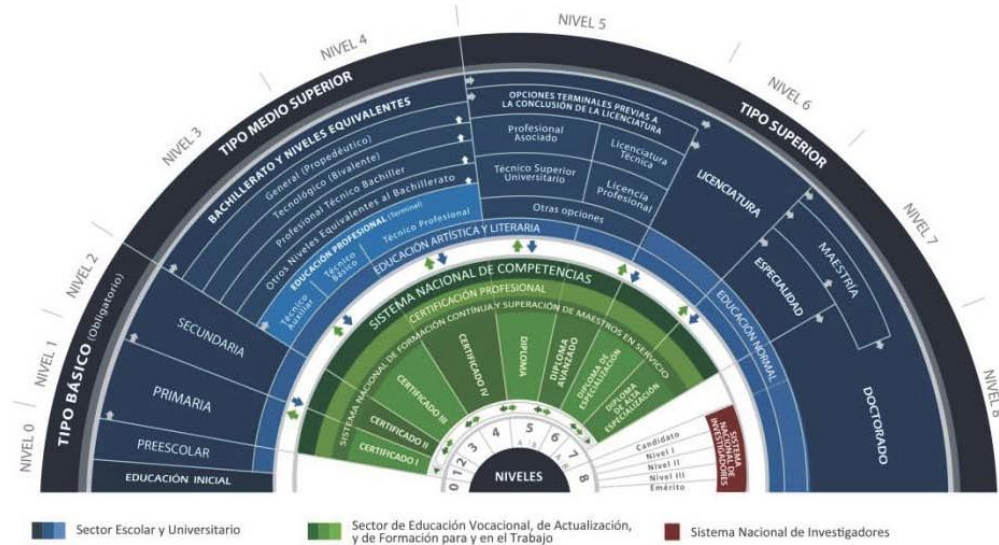 NIVEL 0
NIVEL 1
NIVEL 2
NIVEL 3
NIVEL 4
NIVEL 5
NIVEL 6
NIVEL 7
NIVEL 8
TIPO BÁSICO (Obligatorio)
TIPO MEDIO SUPERIOR
TIPO SUPERIOR
EDUCACIÓN INICIAL
PREESCOLAR
PRIMARIA
SECUNDARIA
BACHILLERATO Y NIVELES EQUIVALENTES
General (Propedéutico)
Tecnológico (Bivalente)
Profesional Técnico Bachiller
Otros Niveles Equivalentes al Bachillerato
EDUCACIÓN PROFESIONAL (Terminal)
Técnico
Auxiliar
Técnico
Básico
Técnico Profesional
EDUCACIÓN ARTÍSTICA Y LITERARIA
OPCIONES TERMINALES PREVIAS A
LA CONCLUSIÓN DE LA LICENCIATURA
Profesional
Asociado
Licenciatura
Técnica
Técnico Superior
Universitario
Licencia
Profesional
Otras opciones
LICENCIATURA
ESPECIALIDAD
MAESTRIA
DOCTORADO
EDUCACIÓN NORMAL
SISTEMA NACIONAL DE COMPETENCIAS
CERTIFICACIÓN PROFESIONAL
SISTEMA NACIONAL DE FORMACIÓN CONTÍNUA Y SUPERACIÓN DE MAESTROS EN SERVICIO
CERTIFICADO I
CERTIFICADO II
CERTIFICADO III
CERTIFICADO IV
DIPLOMA
DIPLOMA
AVANZADO
DIPLOMA DE
ESPECIALIZACIÓN
DIPLOMA
DE ALTA
ESPECIALIZACIÓN
0
1
2
3
4
5
A
B
6
7
A
B
8
NIVELES
Candidato
Nivel I
Nivel II
Nivel III
Emérito
SISTEMA
NACIONAL DE
INVESTIGADORES
Sector Escolar y Universitario
Sector de Educación Vocacional, de Actualización,
y de Formación para y en el Trabajo
Sistema Nacional de Investigadores